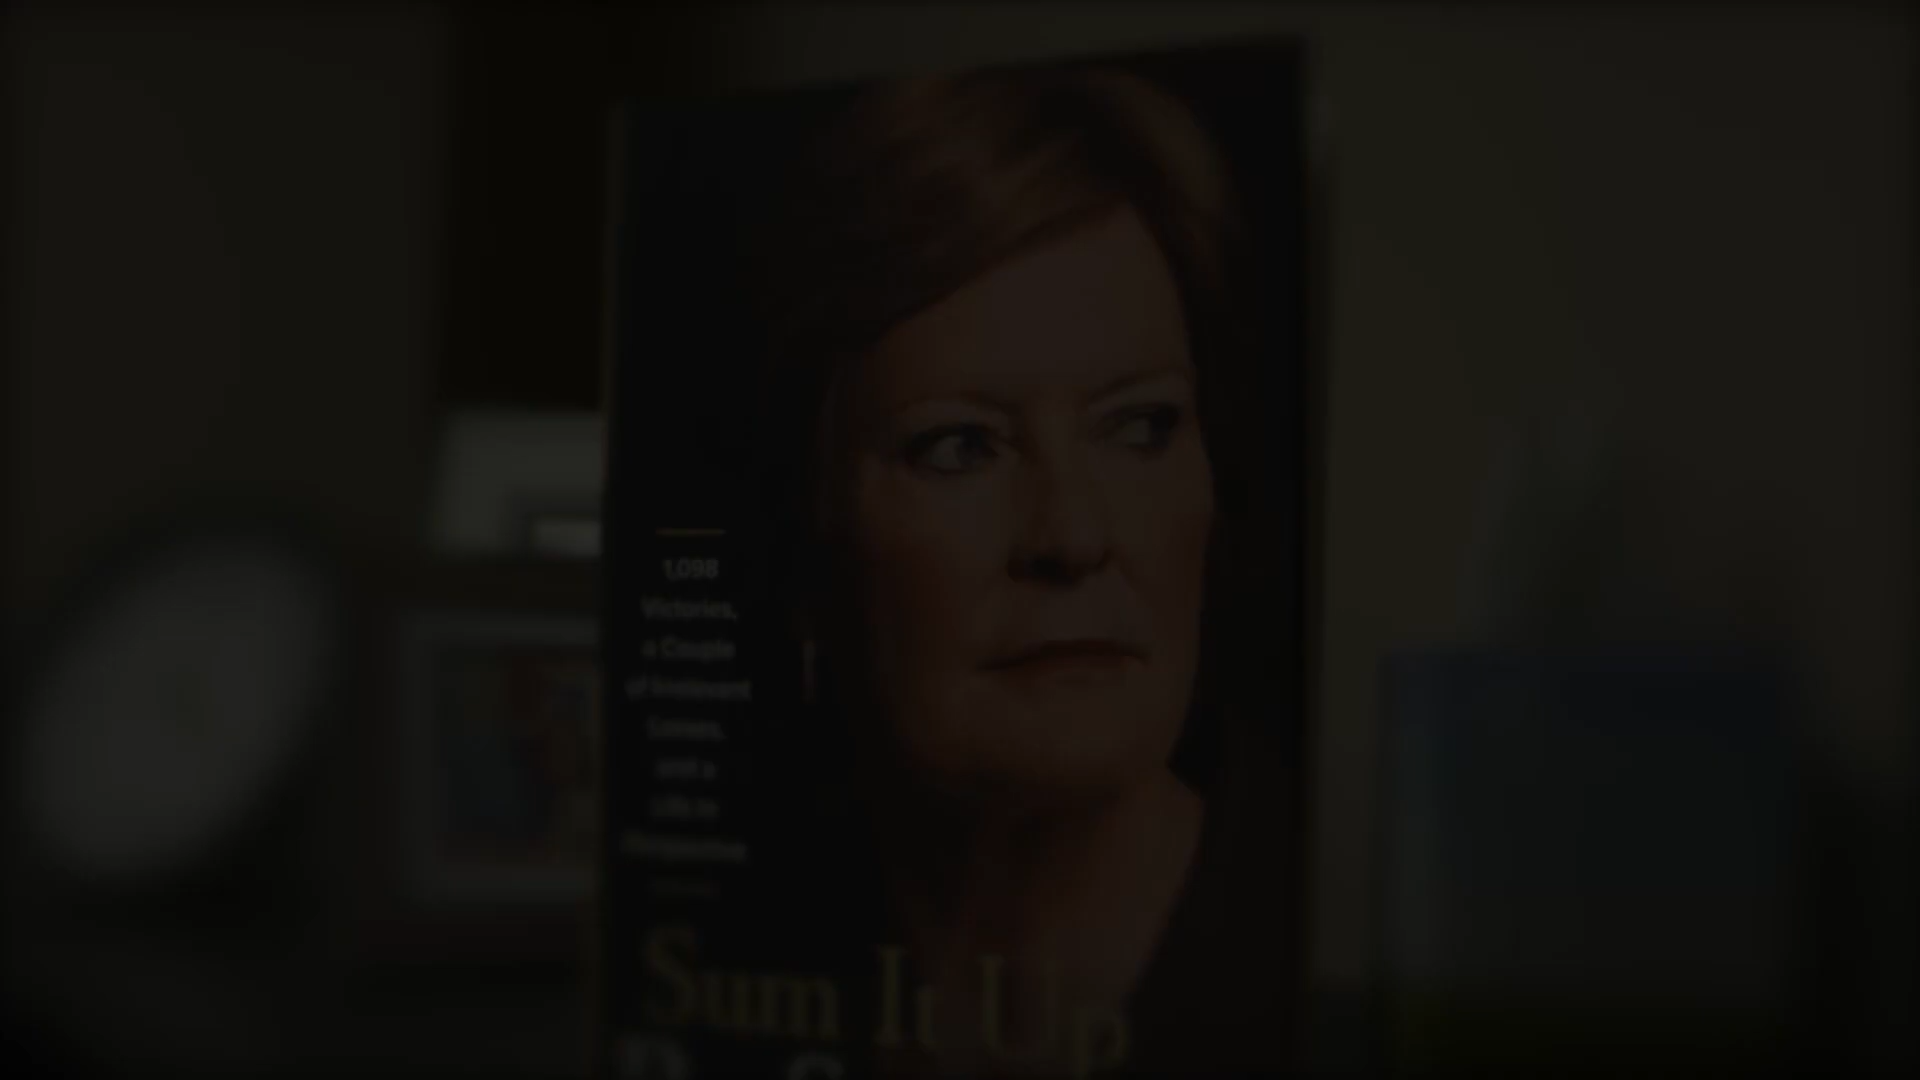 1,098
Victories,
a Couple
of Irrelevant
Losses,
and a
Life in
Perspective
Sum It Up